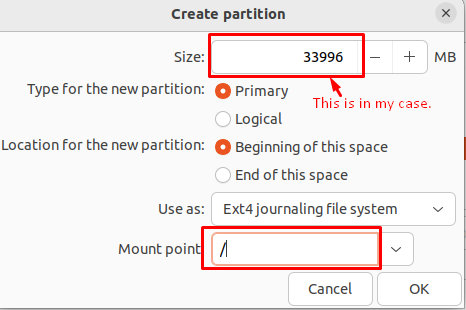 Create partition
Size: 33996 − + MB
Type for the new partition: Primary
This is in my case.
Logical
Location for the new partition: Beginning of this space
End of this space
Use as: Ext4 journaling file system
Mount point /
Cancel OK